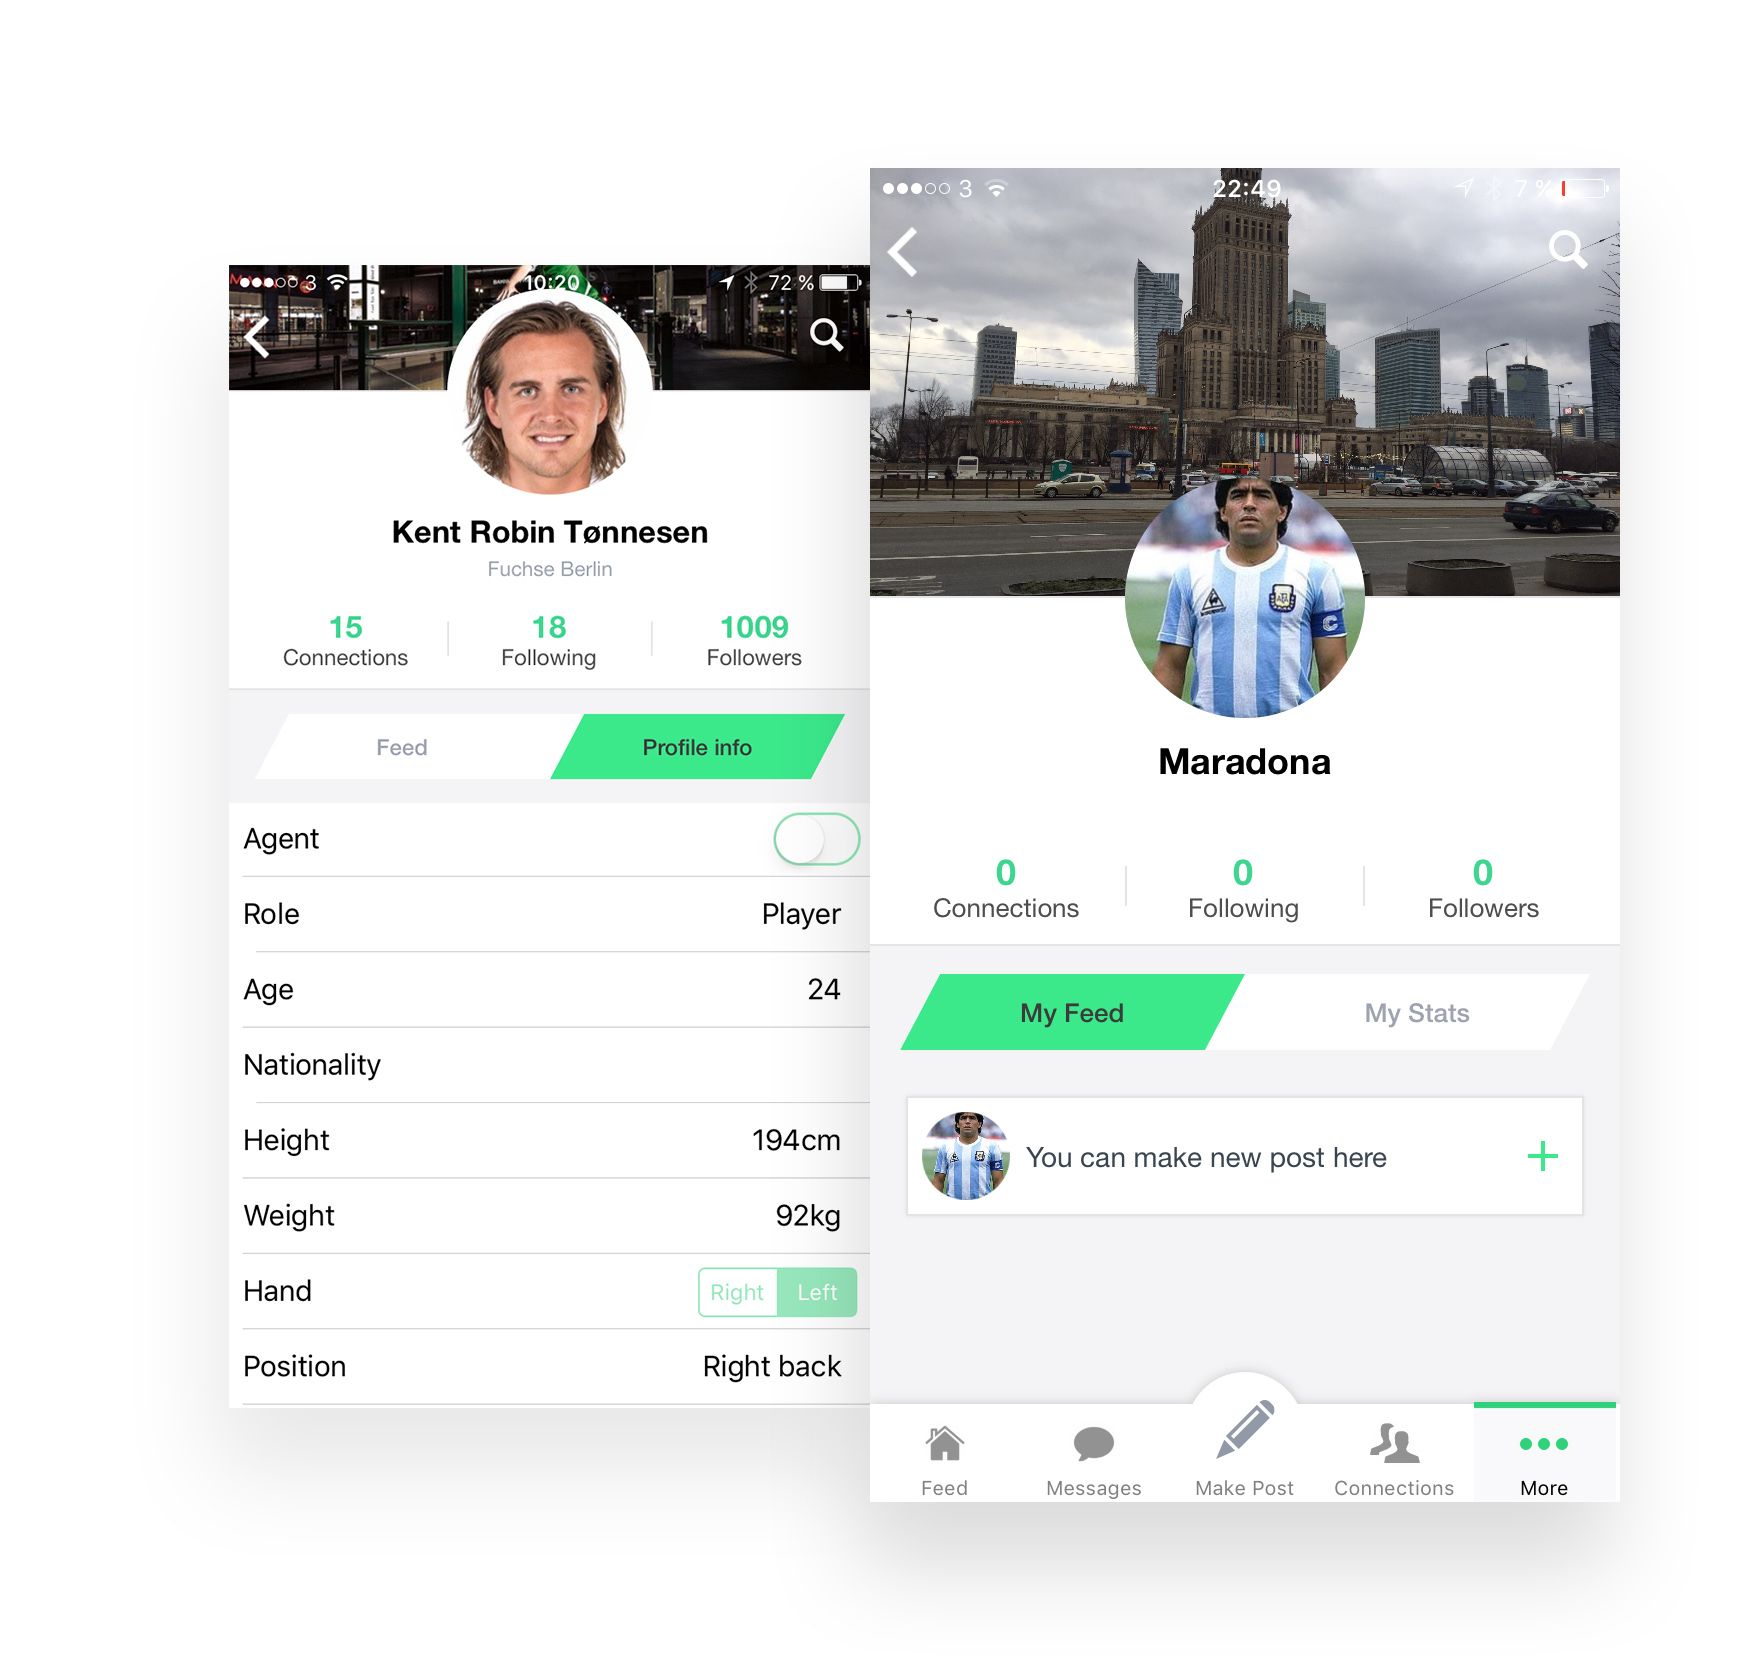 3
10:20
72 %
Kent Robin Tønnesen
Fuchse Berlin
15
18
1009
Connections
Following
Followers
Feed
Profile info
Agent
Role
Player
Age
24
Nationality
Height
194cm
Weight
92kg
Hand
Right
Left
Position
Right back
3
22:49
7 %
C
Maradona
0
0
0
Connections
Following
Followers
My Feed
My Stats
You can make new post here
Feed
Messages
Make Post
Connections
More